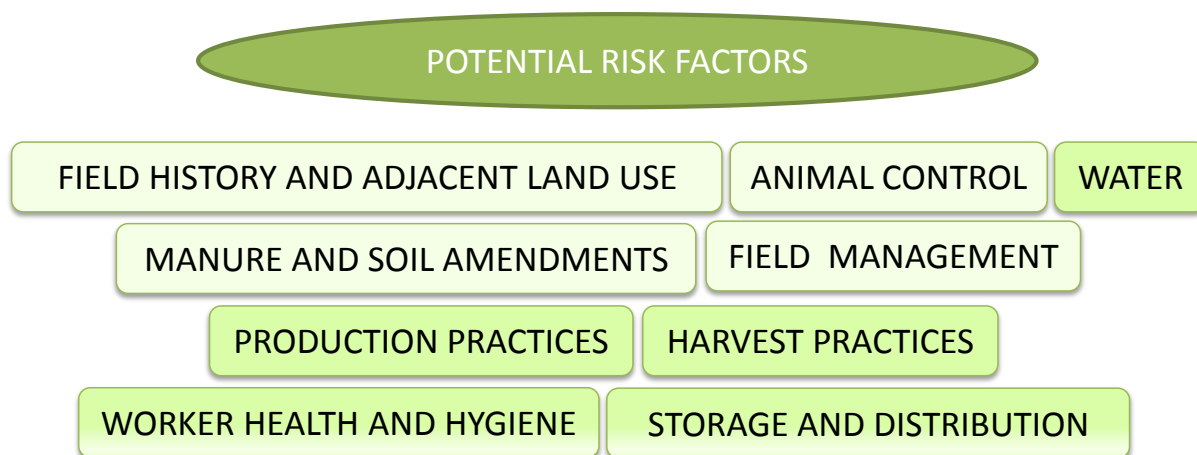 POTENTIAL RISK FACTORS
FIELD HISTORY AND ADJACENT LAND USE
ANIMAL CONTROL
WATER
MANURE AND SOIL AMENDMENTS
FIELD MANAGEMENT
PRODUCTION PRACTICES
HARVEST PRACTICES
WORKER HEALTH AND HYGIENE
STORAGE AND DISTRIBUTION